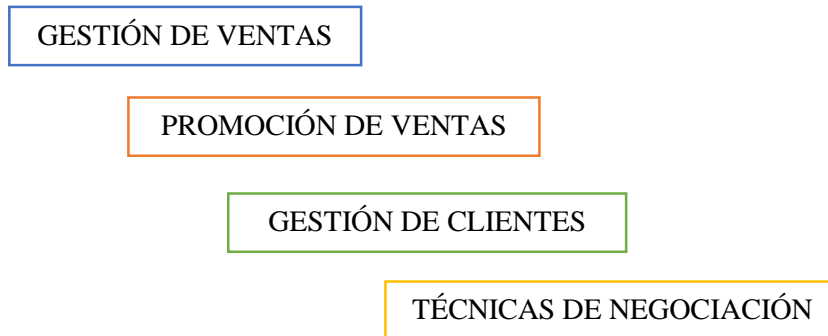 GESTIÓN DE VENTAS
PROMOCIÓN DE VENTAS
GESTIÓN DE CLIENTES
TÉCNICAS DE NEGOCIACIÓN